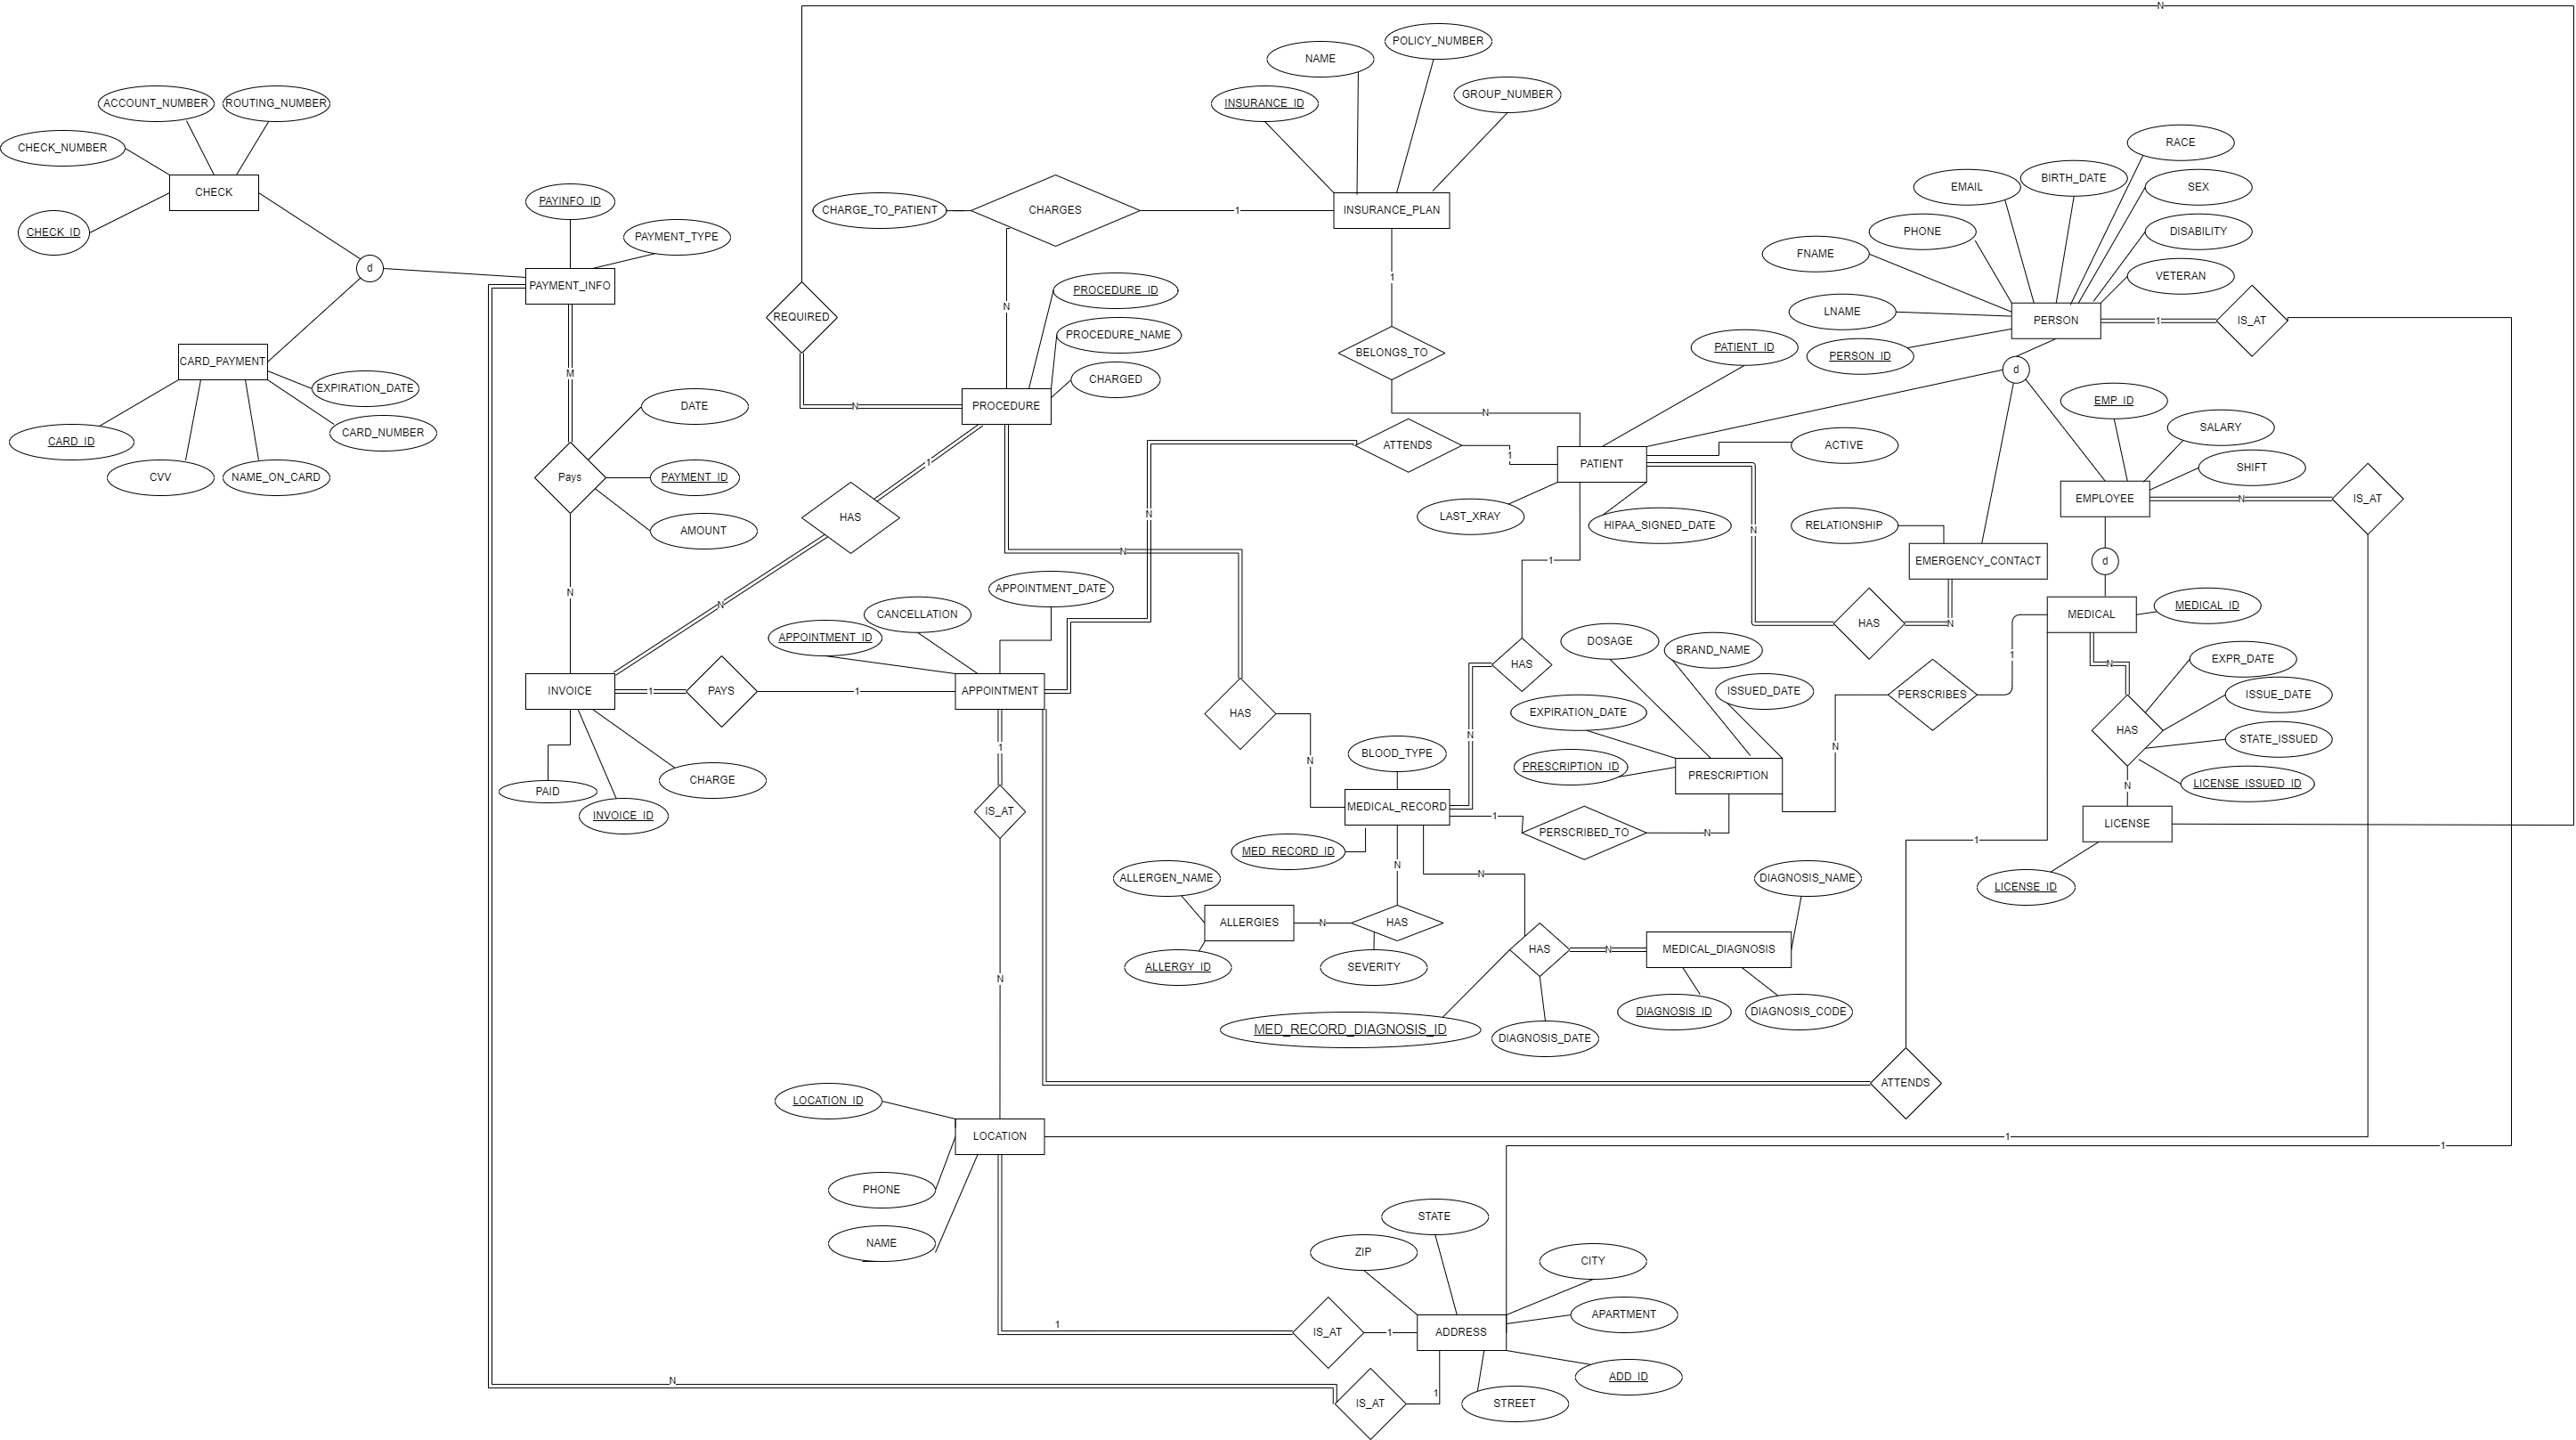 N
POLICY_NUMBER
NAME
GROUP_NUMBER
INSURANCE_ID
ACCOUNT_NUMBER
ROUTING_NUMBER
CHECK_NUMBER
CHECK
CHECK_ID
d
CARD_PAYMENT
EXPIRATION_DATE
CARD_NUMBER
CARD_ID
CVV
NAME_ON_CARD
PAYINFO_ID
PAYMENT_TYPE
PAYMENT_INFO
M
DATE
Pays
PAYMENT_ID
AMOUNT
N
REQUIRED
N
CHARGE_TO_PATIENT
CHARGES
1
INSURANCE_PLAN
N
1
PROCEDURE_ID
PROCEDURE_NAME
CHARGED
PROCEDURE
BELONGS_TO
N
1
HAS
N
N
ATTENDS
1
N
PATIENT_ID
PATIENT
ACTIVE
LAST_XRAY
HIPAA_SIGNED_DATE
N
1
RACE
BIRTH_DATE
EMAIL
SEX
PHONE
DISABILITY
FNAME
VETERAN
LNAME
PERSON
1
IS_AT
PERSON_ID
d
EMP_ID
SALARY
SHIFT
EMPLOYEE
N
IS_AT
RELATIONSHIP
EMERGENCY_CONTACT
d
HAS
N
MEDICAL
MEDICAL_ID
N
1
EXPR_DATE
ISSUE_DATE
HAS
STATE_ISSUED
LICENSE_ISSUED_ID
N
LICENSE
LICENSE_ID
APPOINTMENT_DATE
CANCELLATION
APPOINTMENT_ID
INVOICE
1
PAYS
1
APPOINTMENT
PAID
CHARGE
INVOICE_ID
1
IS_AT
N
HAS
N
HAS
N
DOSAGE
BRAND_NAME
ISSUED_DATE
EXPIRATION_DATE
PRESCRIPTION_ID
PRESCRIPTION
PERSCRIBES
N
BLOOD_TYPE
MEDICAL_RECORD
1
PERSCRIBED_TO
N
MED_RECORD_ID
N
N
ALLERGEN_NAME
ALLERGIES
N
HAS
ALLERGY_ID
SEVERITY
HAS
N
MEDICAL_DIAGNOSIS
DIAGNOSIS_NAME
DIAGNOSIS_ID
DIAGNOSIS_CODE
MED_RECORD_DIAGNOSIS_ID
DIAGNOSIS_DATE
1
ATTENDS
LOCATION_ID
LOCATION
1
1
PHONE
NAME
1
IS_AT
1
ADDRESS
STATE
ZIP
CITY
APARTMENT
ADD_ID
STREET
N
IS_AT
1